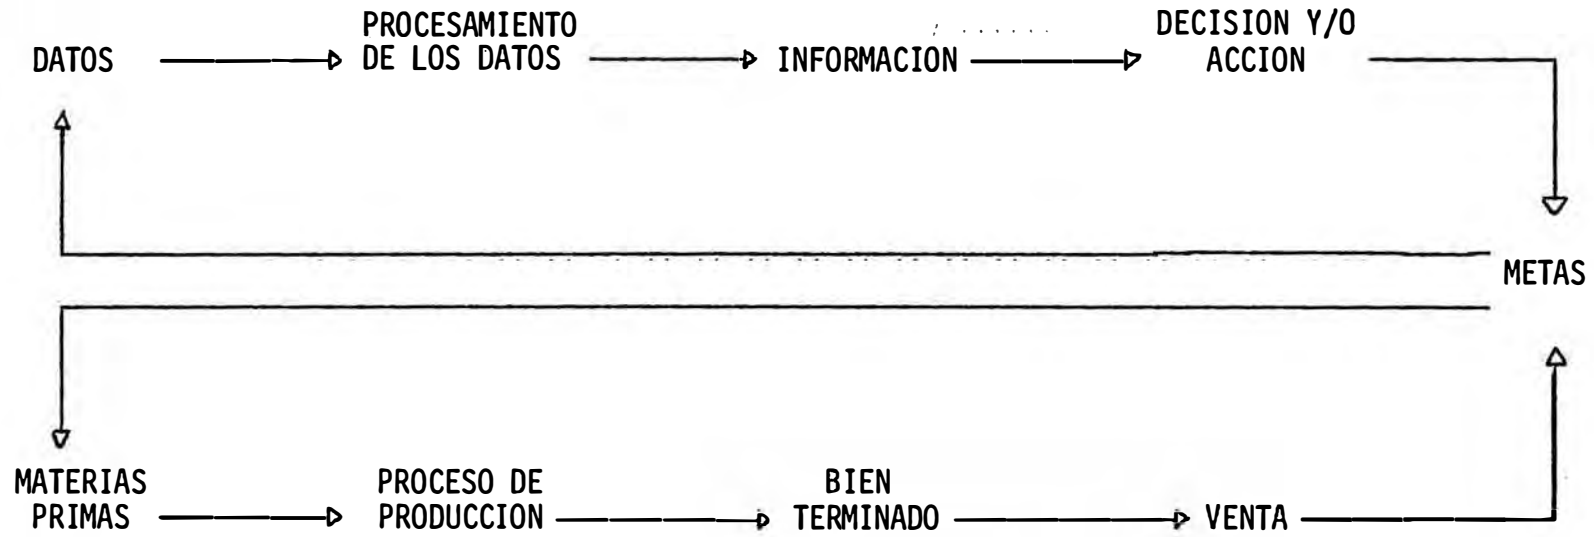 DATOS
PROCESAMIENTO
DE LOS DATOS
INFORMACION
DECISION Y/O
ACCION
METAS
MATERIAS
PRIMAS
PROCESO DE
PRODUCCION
BIEN
TERMINADO
VENTA